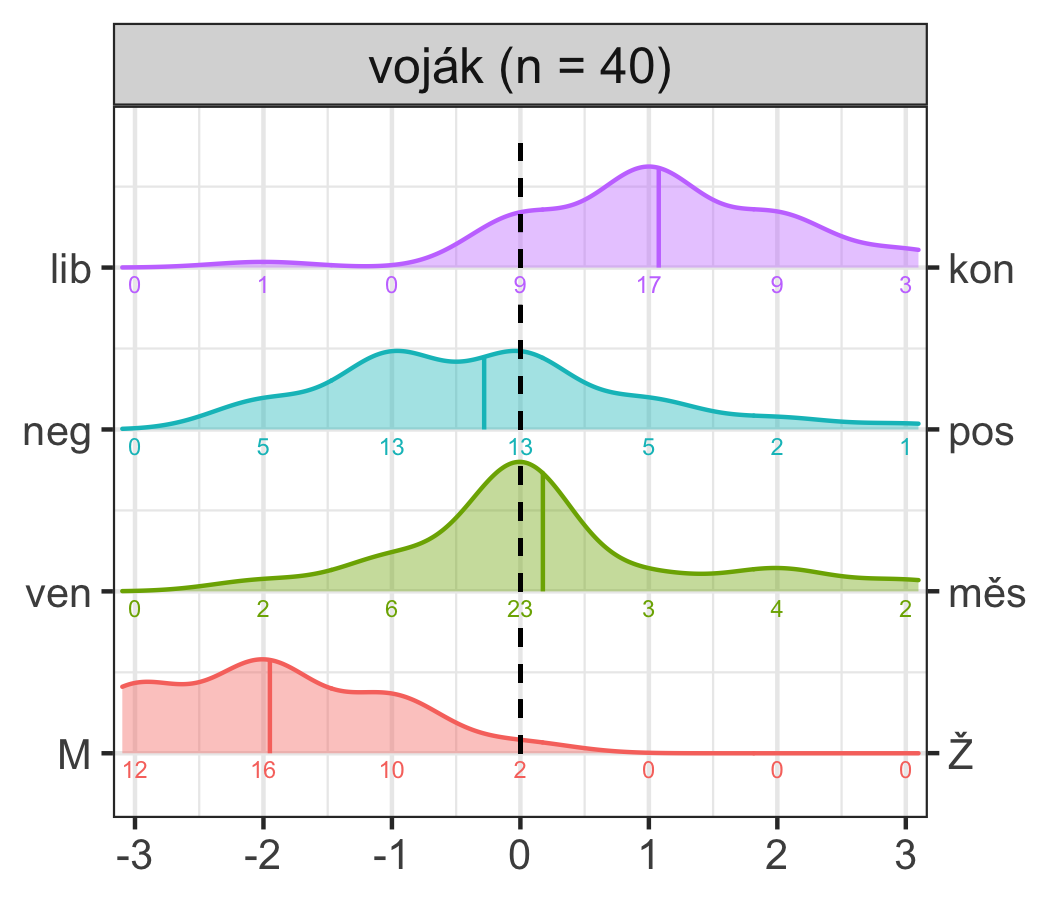 voják (n = 40)
lib kon
0 1 0 9 17 9 3
neg pos
0 5 13 13 5 2 1
ven měs
0 2 6 23 3 4 2
M Ž
12 16 10 2 0 0 0
-3 -2 -1 0 1 2 3